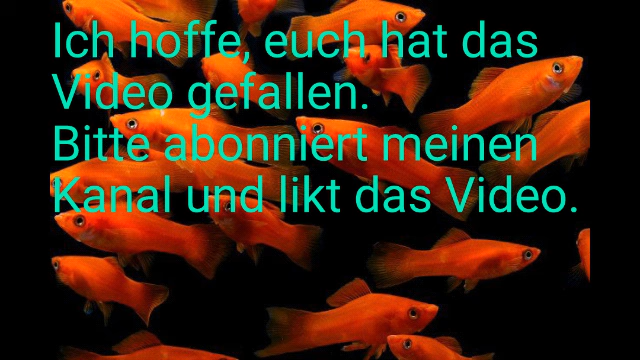 Ich hoffe, euch hat das
Video gefallen.
Bitte abonniert meinen
Kanal und likt das Video.